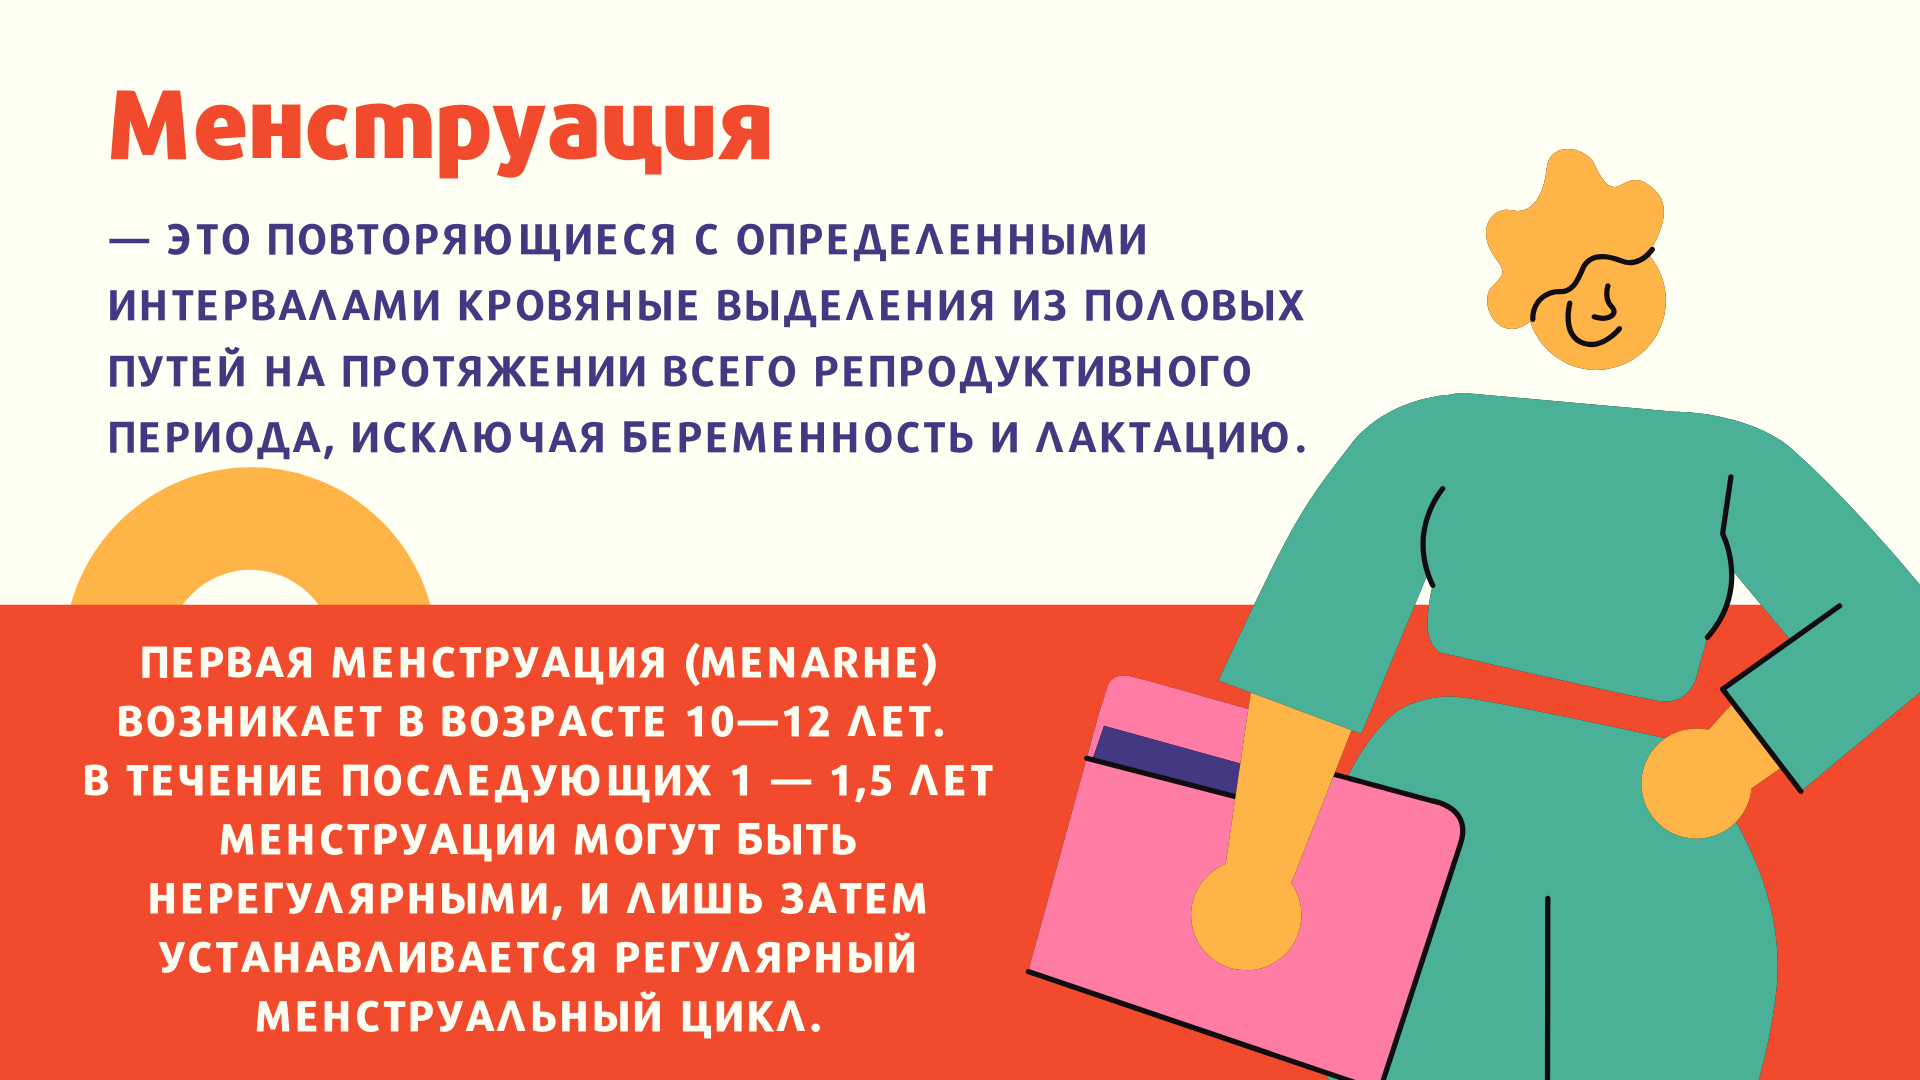 Менструация
— ЭТО ПОВТОРЯЮЩИЕСЯ С ОПРЕДЕЛЕННЫМИ
ИНТЕРВАЛАМИ КРОВЯНЫЕ ВЫДЕЛЕНИЯ ИЗ ПОЛОВЫХ
ПУТЕЙ НА ПРОТЯЖЕНИИ ВСЕГО РЕПРОДУКТИВНОГО
ПЕРИОДА, ИСКЛЮЧАЯ БЕРЕМЕННОСТЬ И ЛАКТАЦИЮ.
ПЕРВАЯ МЕНСТРУАЦИЯ (MENARHE)
ВОЗНИКАЕТ В ВОЗРАСТЕ 10—12 ЛЕТ.
В ТЕЧЕНИЕ ПОСЛЕДУЮЩИХ 1 — 1,5 ЛЕТ
МЕНСТРУАЦИИ МОГУТ БЫТЬ
НЕРЕГУЛЯРНЫМИ, И ЛИШЬ ЗАТЕМ
УСТАНАВЛИВАЕТСЯ РЕГУЛЯРНЫЙ
МЕНСТРУАЛЬНЫЙ ЦИКЛ.